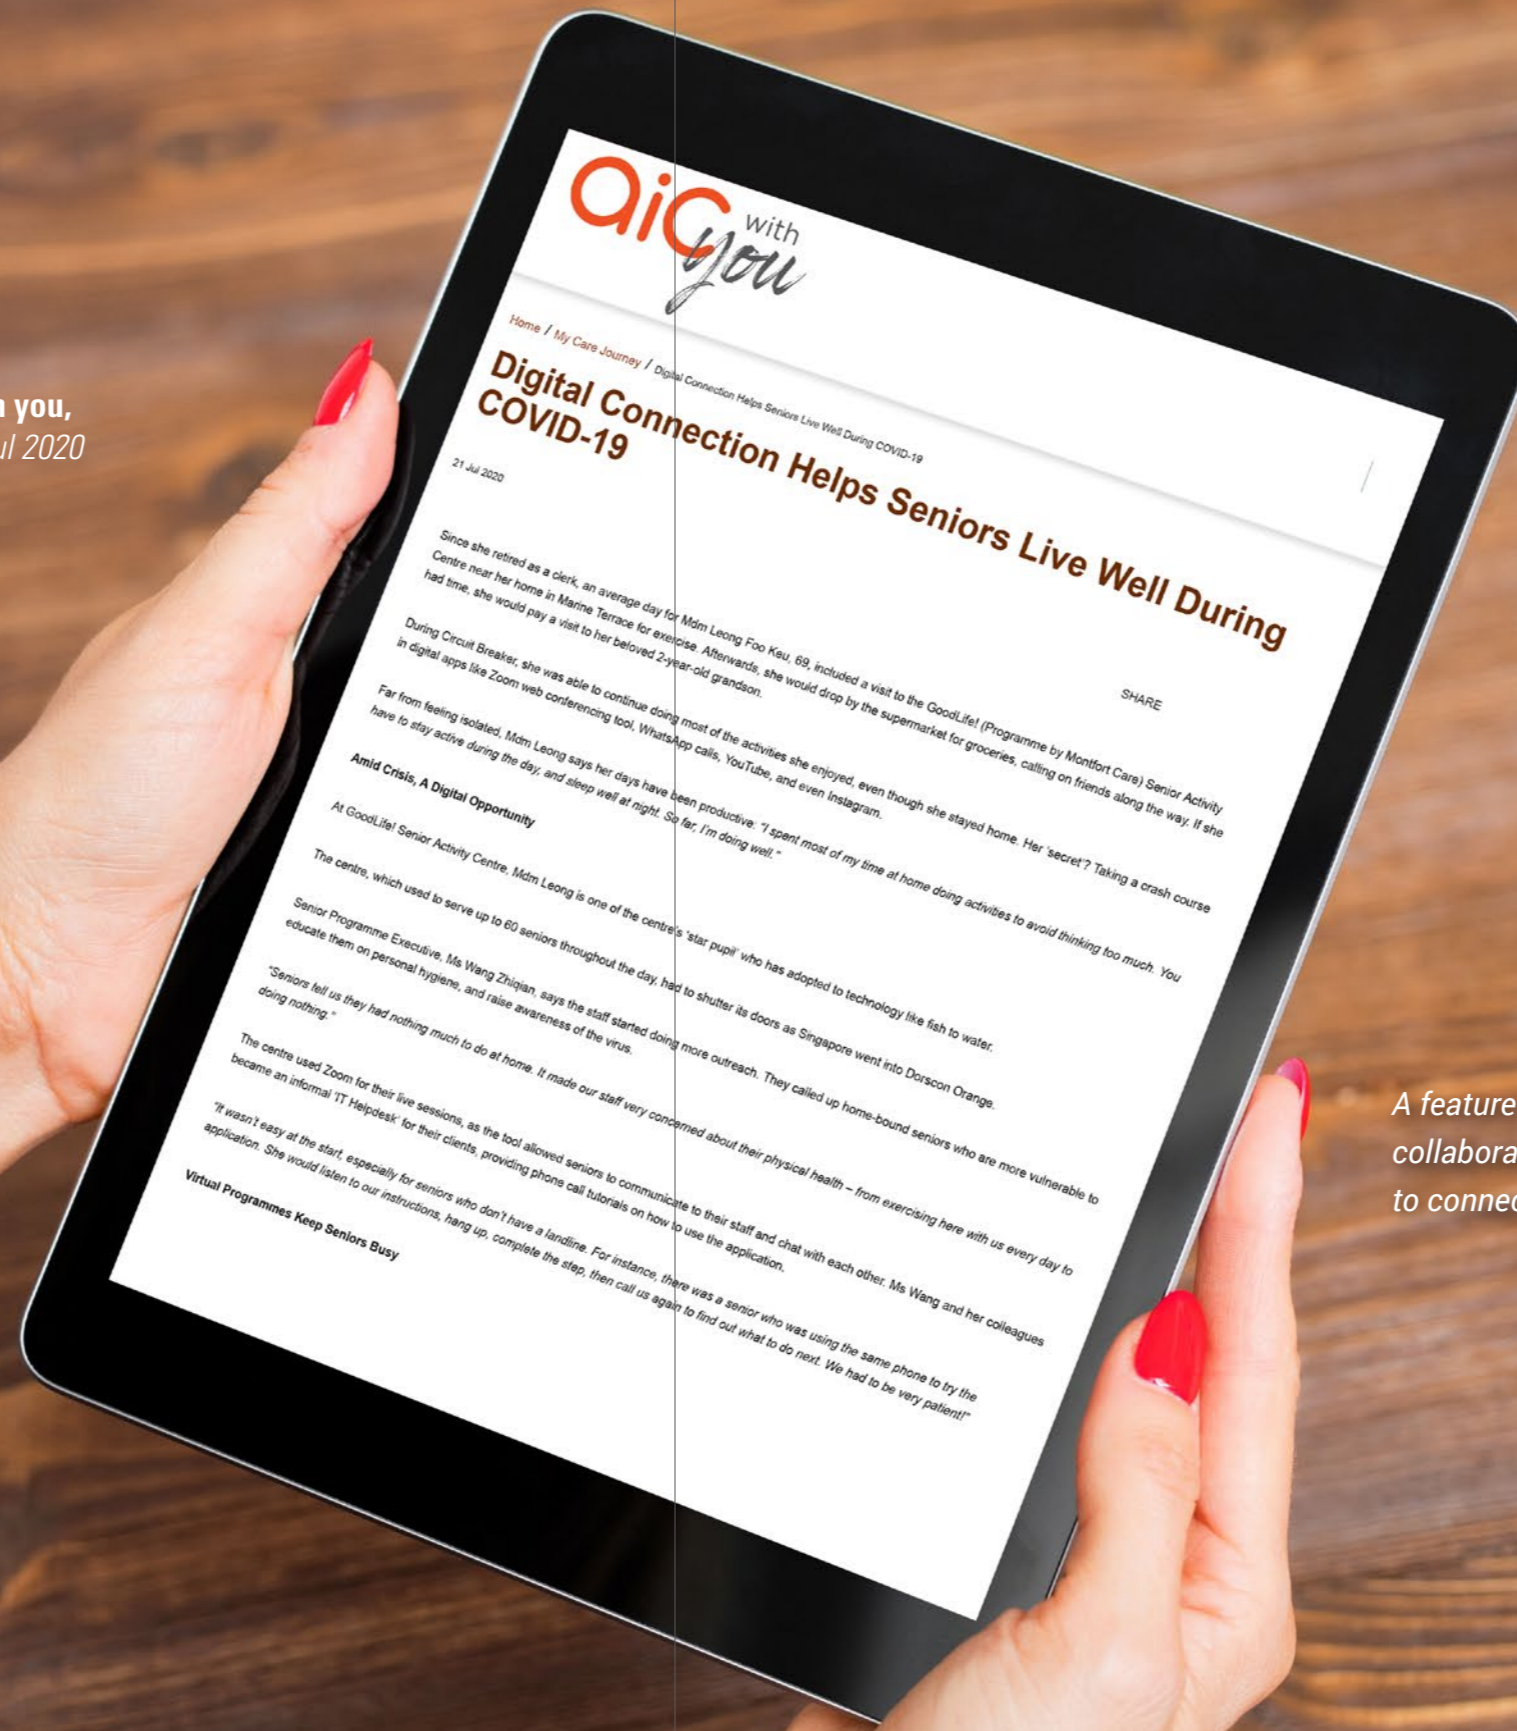 you,
ul 2020
aic with
you
Home / My Care Journey / Digital Connection Helps Seniors Live Well During COVID-19
Digital Connection Helps Seniors Live Well During
COVID-19
21 Jul 2020
SHARE
Since she retired as a clerk, an average day for Mdm Leong Foo Keu, 69, included a visit to the GoodLife! (Programme by Montfort Care) Senior Activity
Centre near her home in Marine Terrace for exercise. Afterwards, she would drop by the supermarket for groceries, calling on friends along the way. If she
had time, she would pay a visit to her beloved 2-year-old grandson.
During Circuit Breaker, she was able to continue doing most of the activities she enjoyed, even though she stayed home. Her 'secret'? Taking a crash course
in digital apps like Zoom web conferencing tool, WhatsApp calls, YouTube, and even Instagram.
Far from feeling isolated, Mdm Leong says her days have been productive: "I spent most of my time at home doing activities to avoid thinking too much. You
have to stay active during the day, and sleep well at night. So far, I'm doing well."
Amid Crisis, A Digital Opportunity
At GoodLife! Senior Activity Centre, Mdm Leong is one of the centre's 'star pupil' who has adopted to technology like fish to water.
The centre, which used to serve up to 60 seniors throughout the day, had to shutter its doors as Singapore went into Dorscon Orange.
Senior Programme Executive, Ms Wang Zhiqian, says the staff started doing more outreach. They called up home-bound seniors who are more vulnerable to
educate them on personal hygiene, and raise awareness of the virus.
"Seniors tell us they had nothing much to do at home. It made our staff very concerned about their physical health – from exercising here with us every day to
doing nothing."
The centre used Zoom for their live sessions, as the tool allowed seniors to communicate to their staff and chat with each other. Ms Wang and her colleagues
became an informal 'IT Helpdesk' for their clients, providing phone call tutorials on how to use the application.
"It wasn't easy at the start, especially for seniors who don't have a landline. For instance, there was a senior who was using the same phone to try the
application. She would listen to our instructions, hang up, complete the step, then call us again to find out what to do next. We had to be very patient!"
Virtual Programmes Keep Seniors Busy
A feature
collabora
to connec